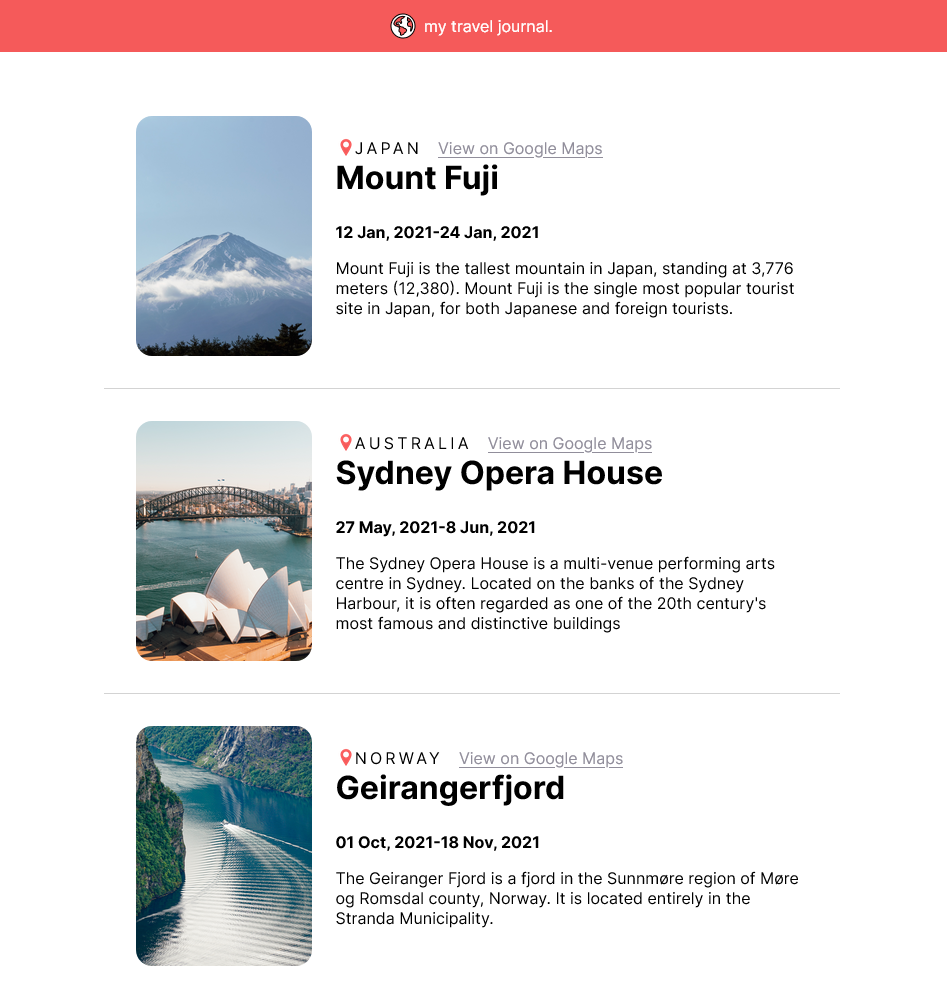 my travel journal.
JAPAN View on Google Maps
Mount Fuji
12 Jan, 2021-24 Jan, 2021
Mount Fuji is the tallest mountain in Japan, standing at 3,776
meters (12,380). Mount Fuji is the single most popular tourist
site in Japan, for both Japanese and foreign tourists.
AUSTRALIA View on Google Maps
Sydney Opera House
27 May, 2021-8 Jun, 2021
The Sydney Opera House is a multi-venue performing arts
centre in Sydney. Located on the banks of the Sydney
Harbour, it is often regarded as one of the 20th century's
most famous and distinctive buildings
NORWAY View on Google Maps
Geirangerfjord
01 Oct, 2021-18 Nov, 2021
The Geiranger Fjord is a fjord in the Sunnmøre region of Møre
og Romsdal county, Norway. It is located entirely in the
Stranda Municipality.